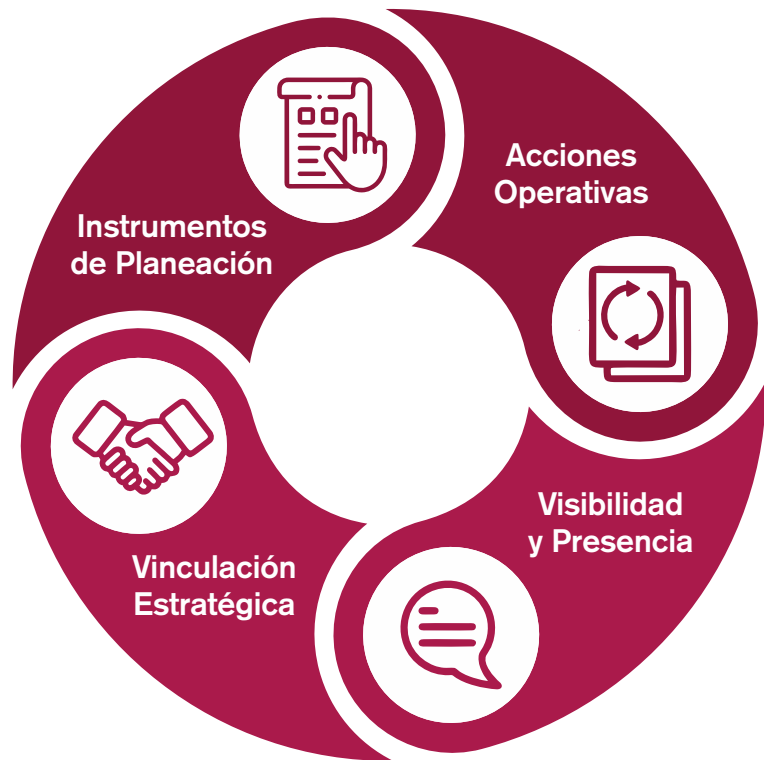 Instrumentos
de Planeación
Acciones
Operativas
Visibilidad
y Presencia
Vinculación
Estratégica